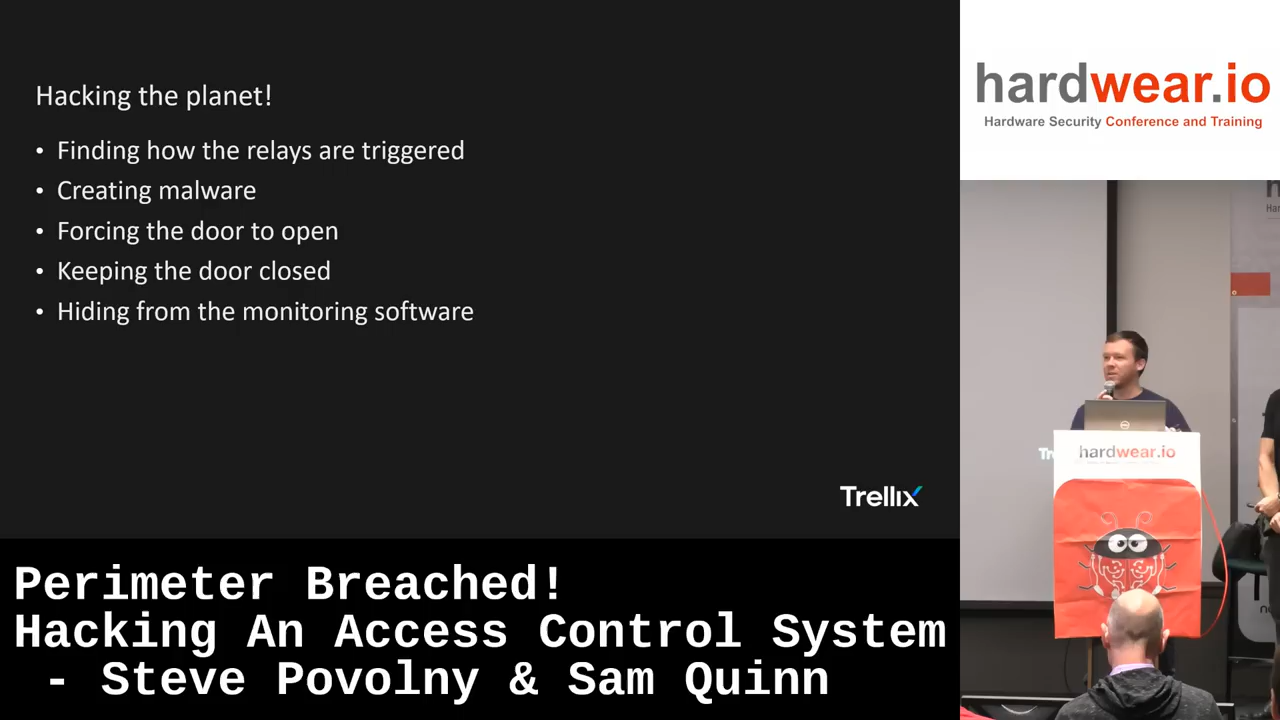 Hacking the planet!
• Finding how the relays are triggered
• Creating malware
• Forcing the door to open
• Keeping the door closed
• Hiding from the monitoring software
Trellix
Perimeter Breached!
Hacking An Access Control System
- Steve Povolny & Sam Quinn
hardwear.io
Hardware Security Conference and Training
Tr
hardwear.io